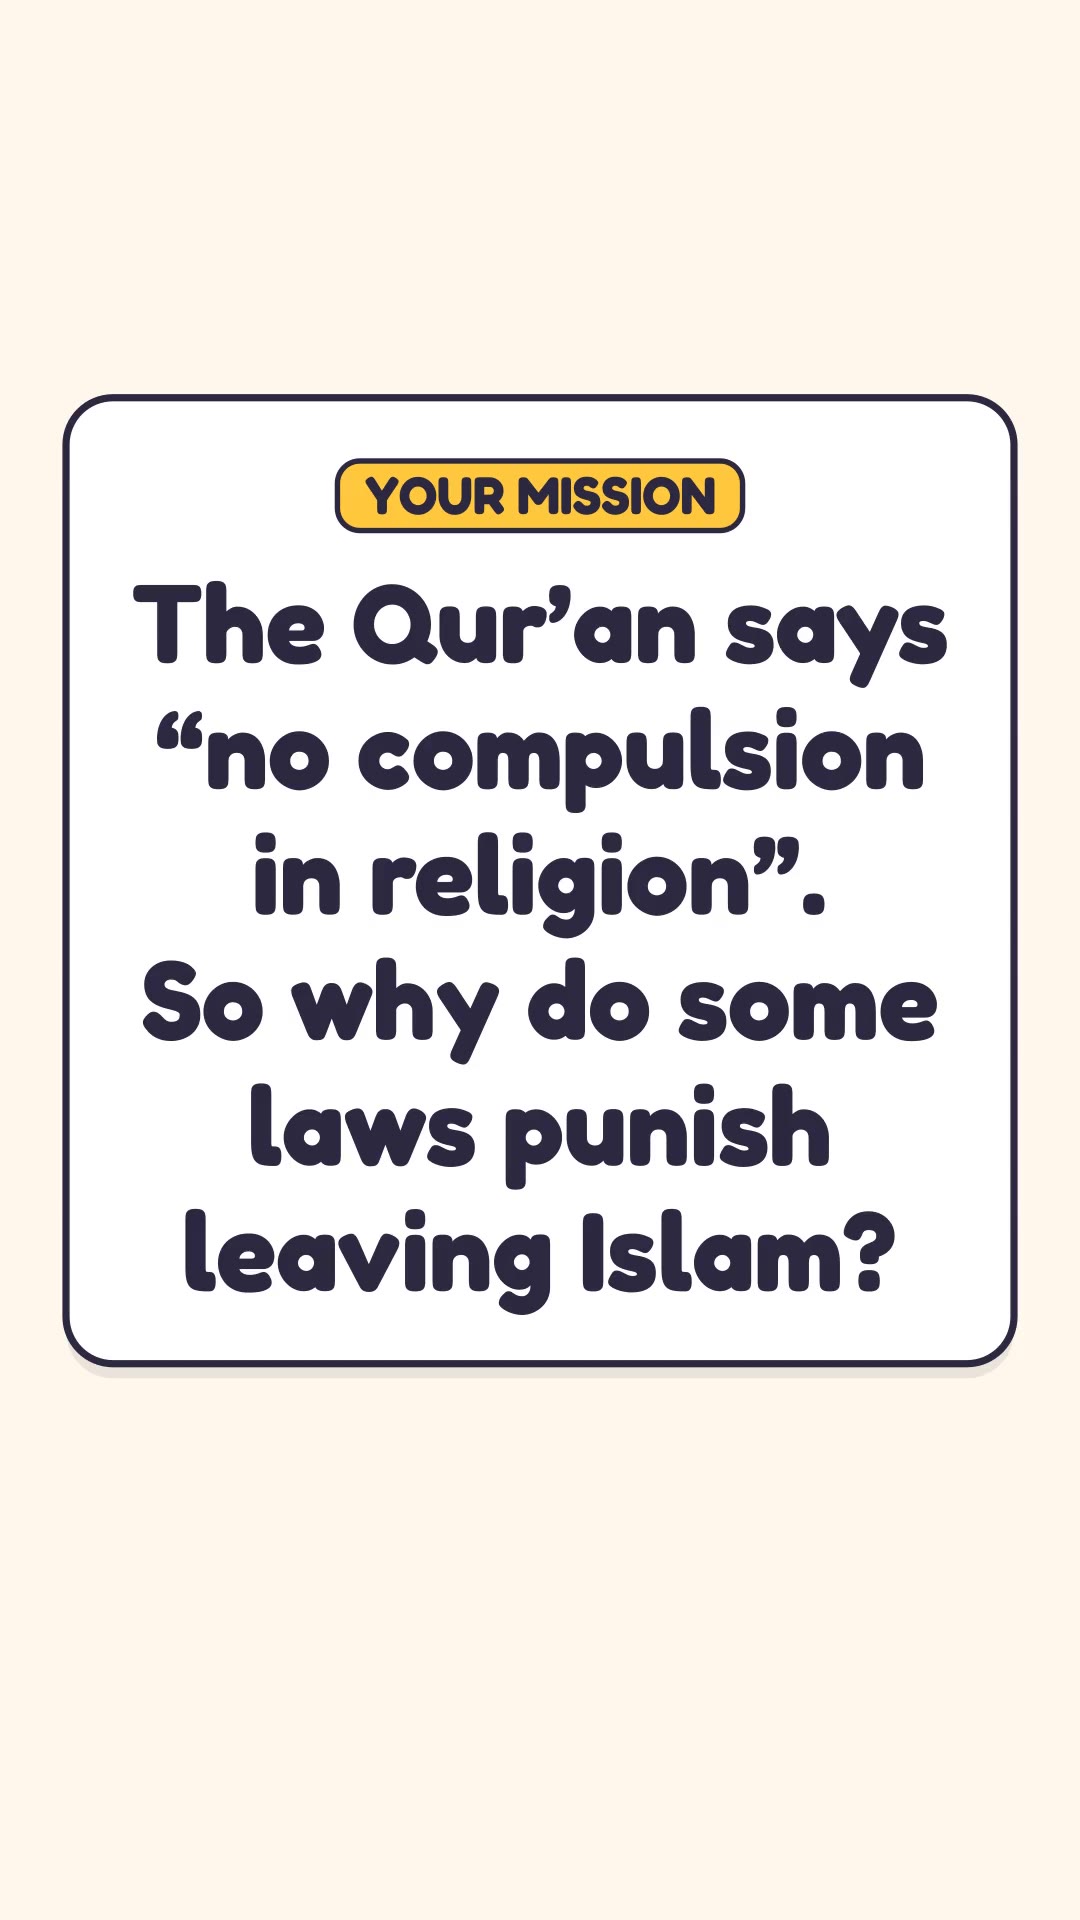 YOUR MISSION
The Qur’an says
“no compulsion
in religion”.
So why do some
laws punish
leaving Islam?